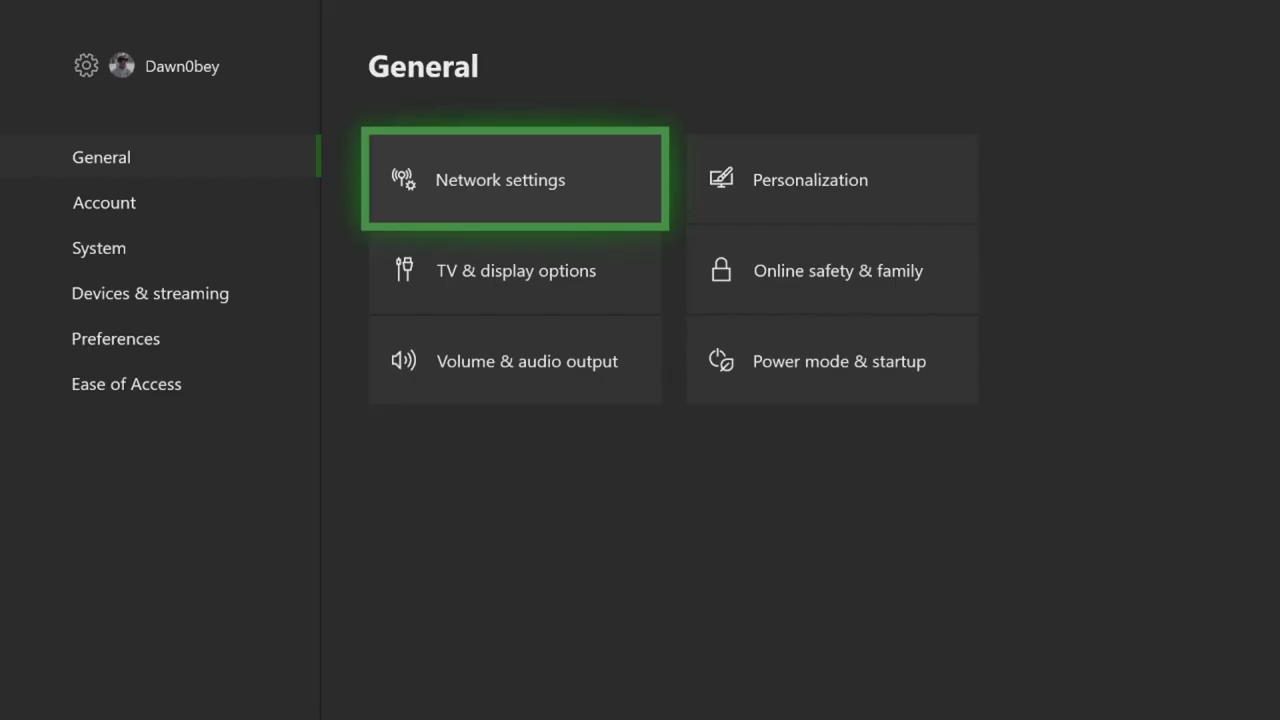 Dawn0bey
General
Account
System
Devices & streaming
Preferences
Ease of Access
General
Network settings
Personalization
TV & display options
Online safety & family
Volume & audio output
Power mode & startup